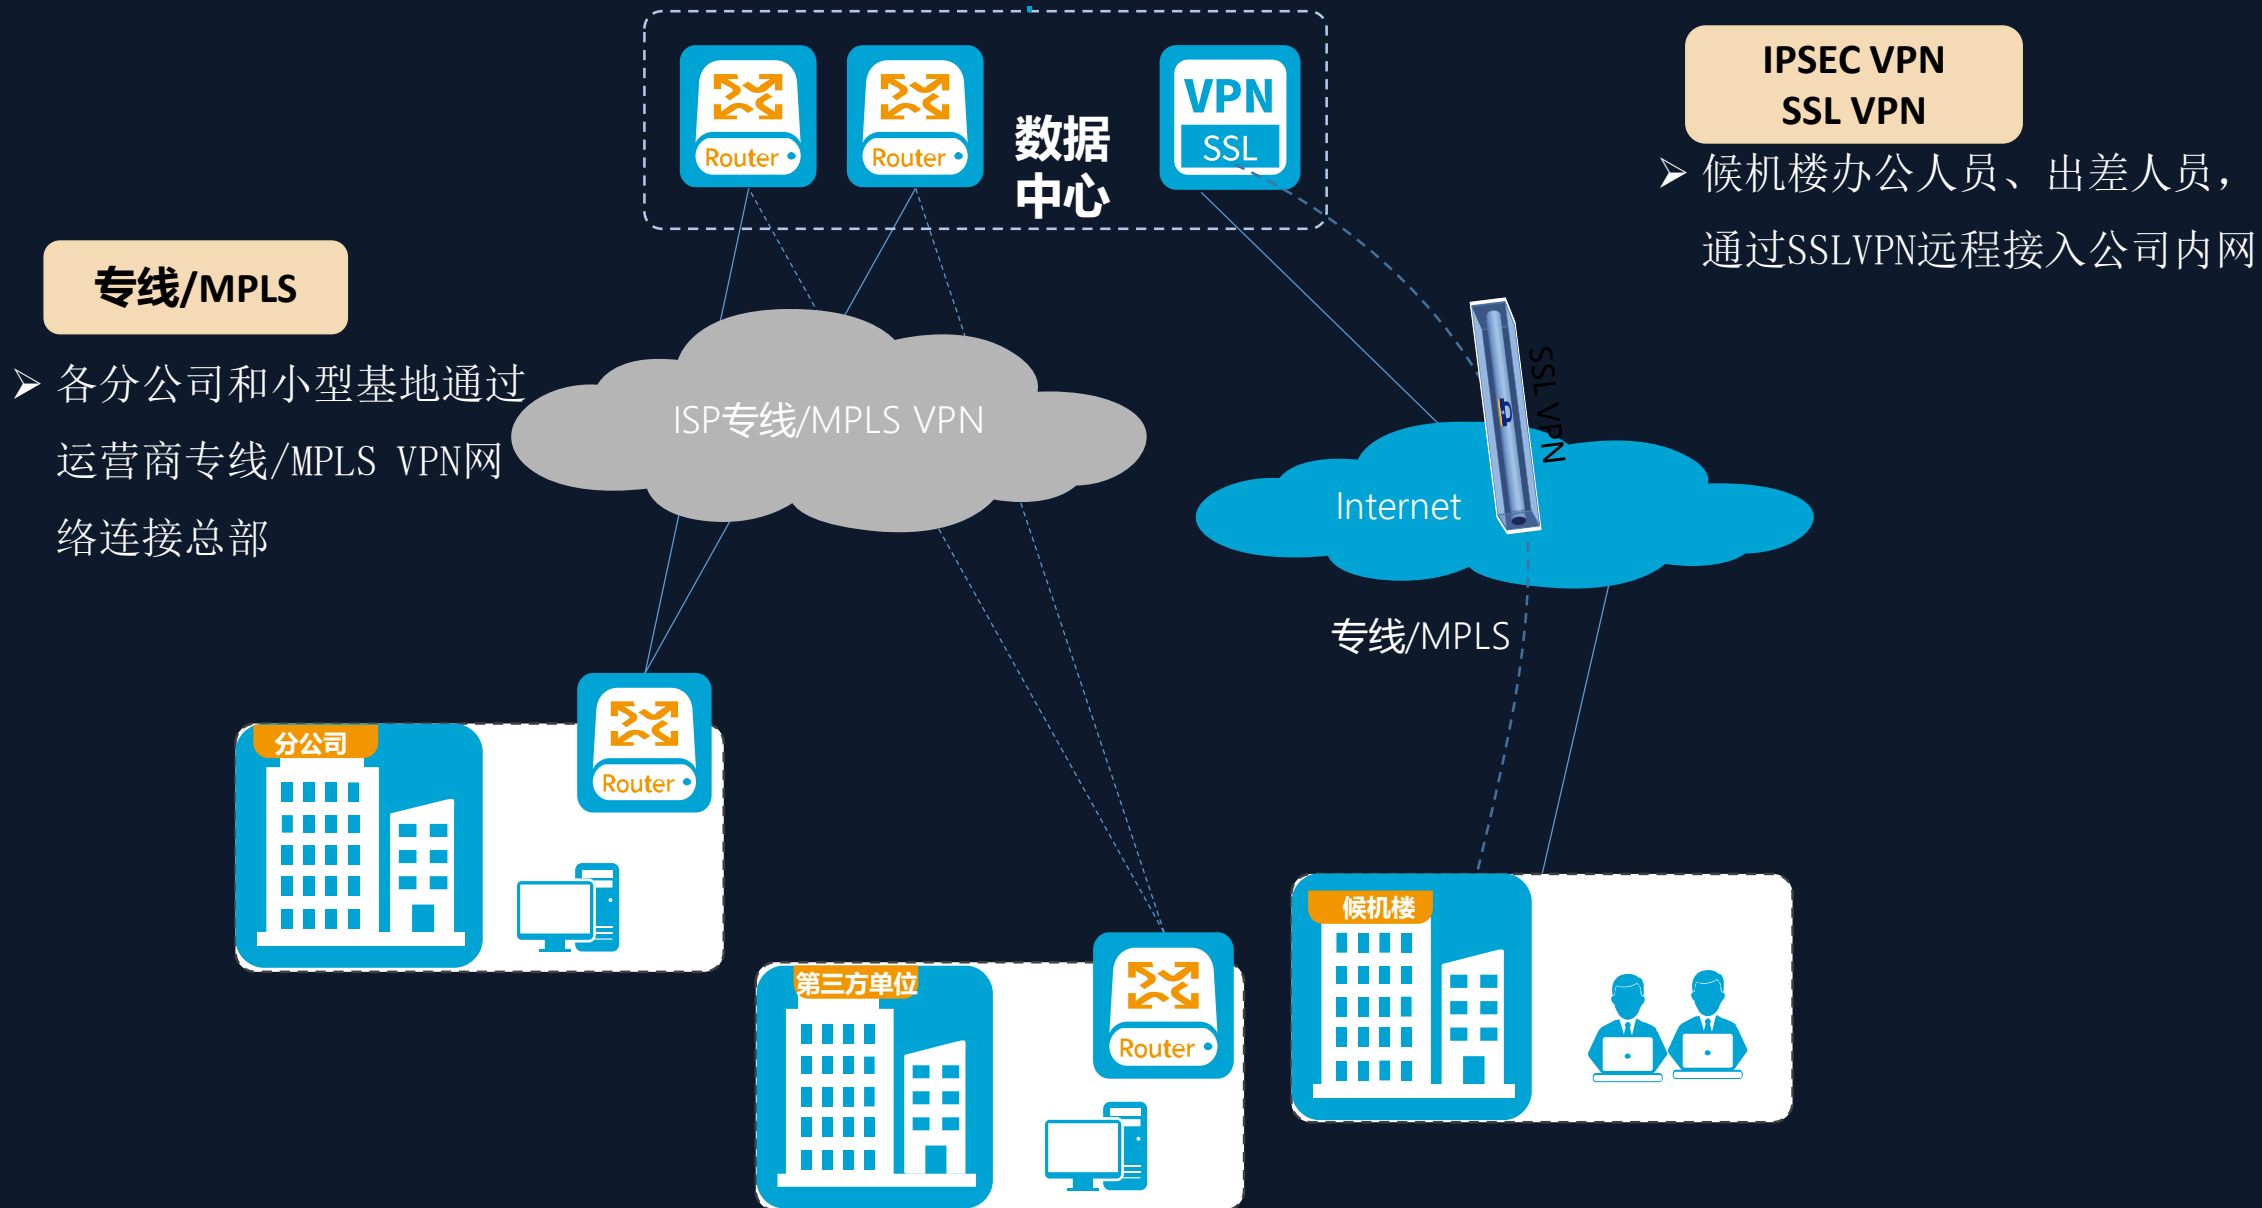 Router
Router
数据
中心
VPN
SSL
IPSEC VPN
SSL VPN
候机楼办公人员、出差人员，
通过SSLVPN远程接入公司内网
专线/MPLS
各分公司和小型基地通过
运营商专线/MPLS VPN网
络连接总部
ISP专线/MPLS VPN
SSL VPN
Internet
专线/MPLS
分公司
Router
第三方单位
Router
候机楼